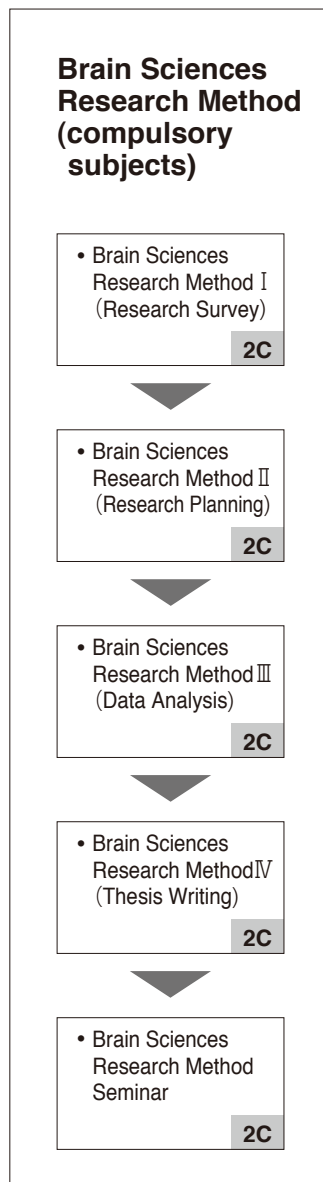 Brain Sciences
Research Method
(compulsory
subjects)
• Brain Sciences
Research Method Ⅰ
(Research Survey)
2C
• Brain Sciences
Research Method Ⅱ
(Research Planning)
2C
• Brain Sciences
Research Method Ⅲ
(Data Analysis)
2C
• Brain Sciences
Research MethodⅣ
(Thesis Writing)
2C
• Brain Sciences
Research Method
Seminar
2C